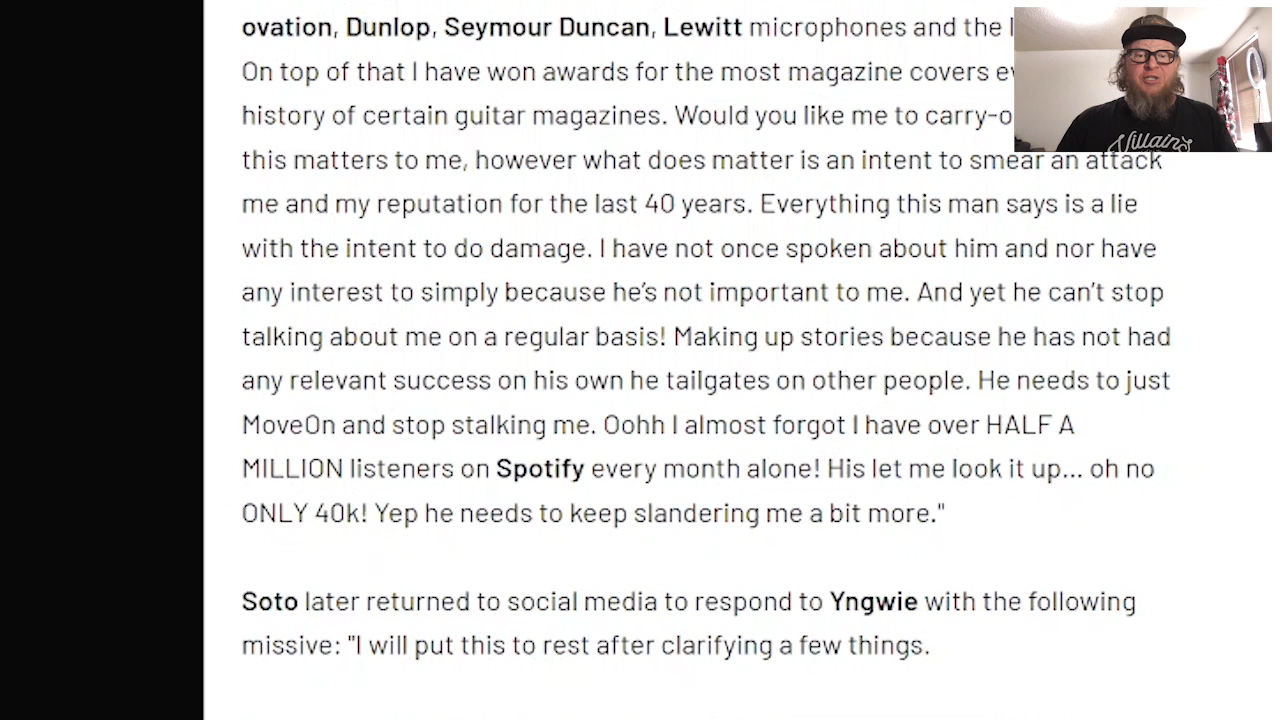 ovation, Dunlop, Seymour Duncan, Lewitt microphones and the
On top of that I have won awards for the most magazine covers
history of certain guitar magazines. Would you like me to
this matters to me, however what does matter is an intent to smear an attack
me and my reputation for the last 40 years. Everything this man says is a lie
with the intent to do damage. I have not once spoken about him and nor have
any interest to simply because he's not important to me. And yet he can't stop
talking about me on a regular basis! Making up stories because he has not had
any relevant success on his own he tailgates on other people. He needs to just
MoveOn and stop stalking me. Oohh I almost forgot I have over HALF A
MILLION listeners on Spotify every month alone! His let me look it up... oh no
ONLY 40k! Yep he needs to keep slandering me a bit more."
Soto later returned to social media to respond to Yngwie with the following
missive: "I will put this to rest after clarifying a few things.
Villains